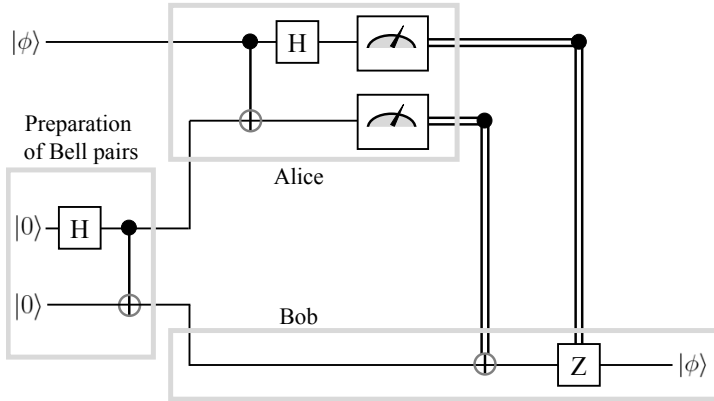 |ϕ⟩ H
Preparation
of Bell pairs
Alice
|0⟩ H
|0⟩
Bob
Z |ϕ⟩